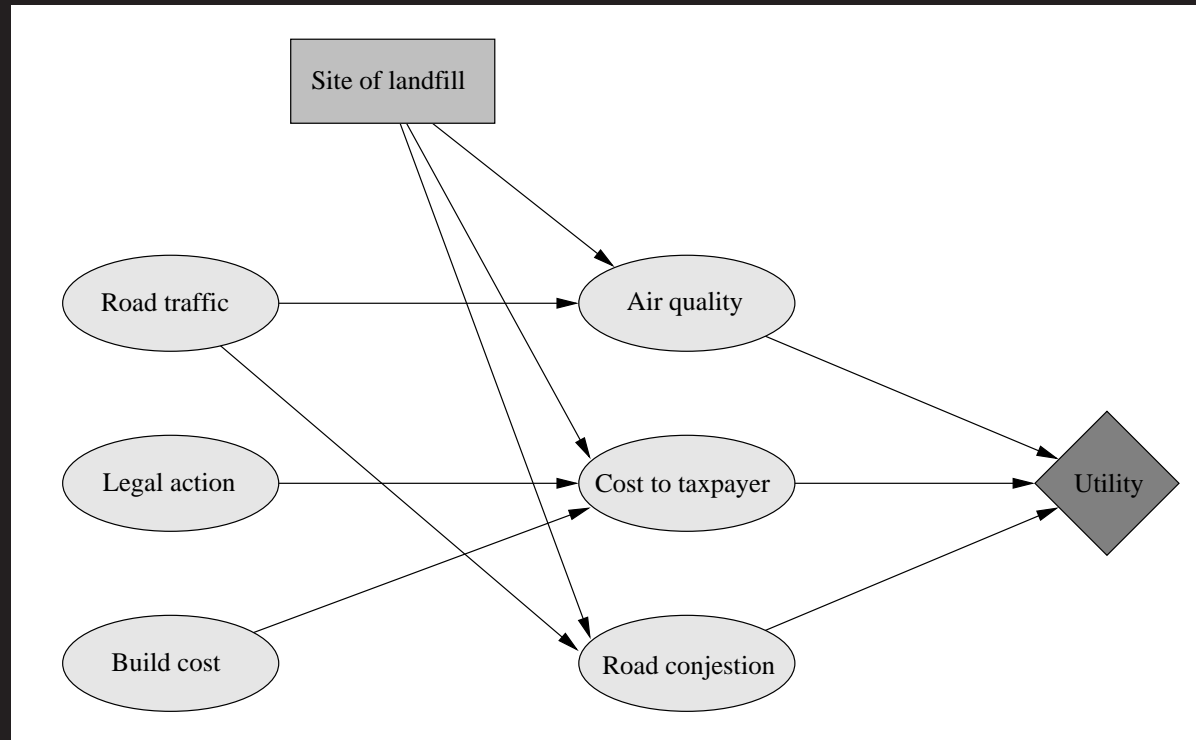 Site of landfill
Road traffic
Air quality
Legal action
Cost to taxpayer
Utility
Build cost
Road conjestion